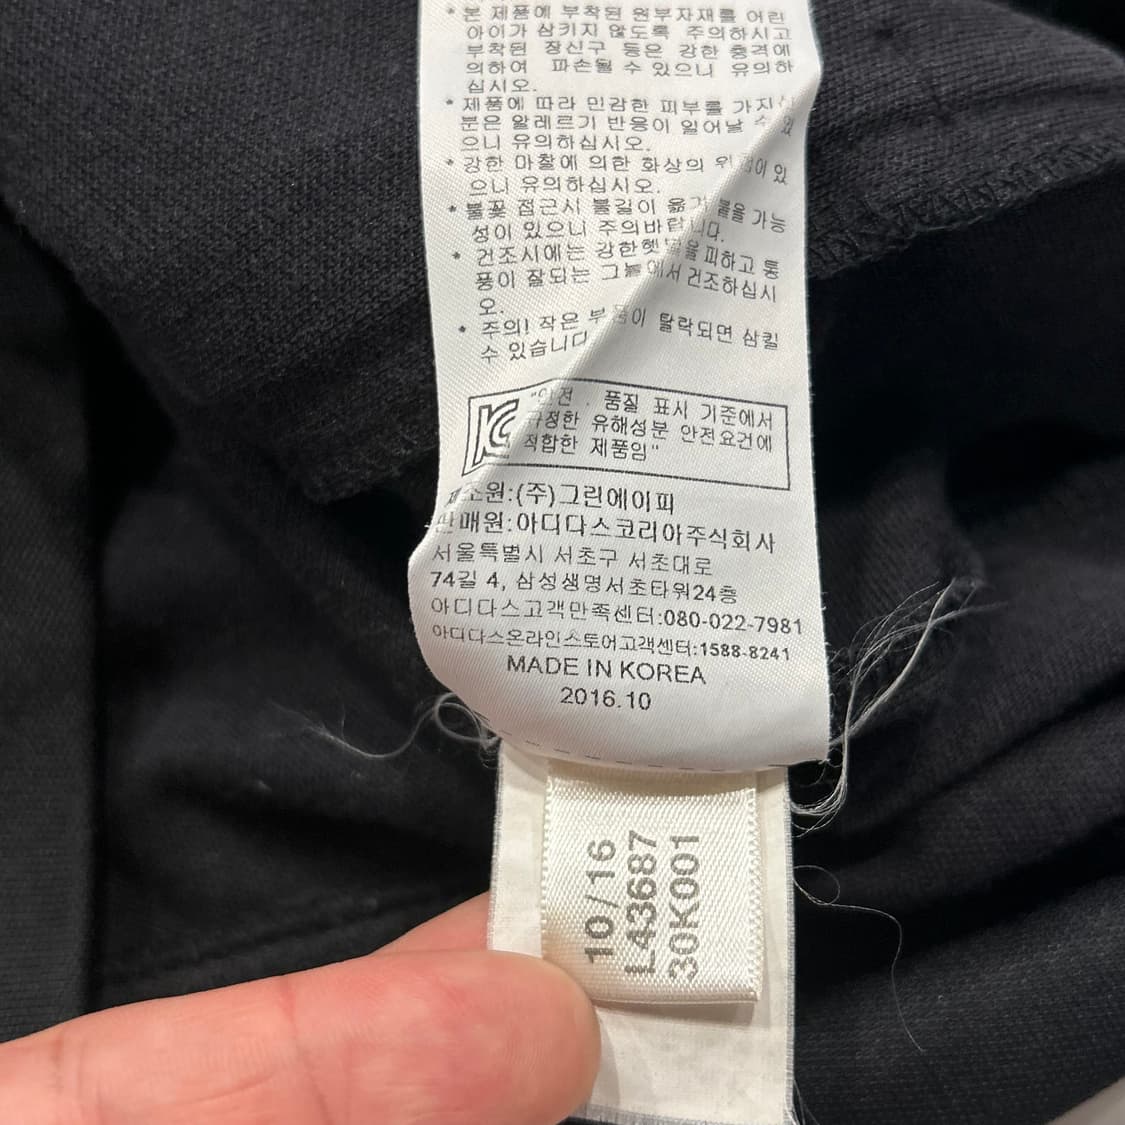 * 본 제품에 부착된 원부자재를 어린
아이가 삼키지 않도록 주의하시고
부착된 장신구 등은 강한 충격에
의하여 파손될 수 있으니 유의하
십시오.
* 제품에 따라 민감한 피부를 가지신
분은 알레르기 반응이 일어날 수 있
으니 유의하십시오.
* 강한 마찰에 의한 화상의 위험이 있
으니 유의하십시오.
* 불꽃 접근시 불길이 옮겨 붙을 가능
성이 있으니 주의바랍니다.
* 건조시에는 강한햇빛을피하고 통
풍이 잘되는 그늘에서 건조하십시
오.
* 주의! 작은 부품이 탈락되면 삼킬
수 있습니다
KC "안전 . 품질 표시 기준에서
규정한 유해성분 안전요건에
적합한 제품임"
제조원:(주)그린에이피
판매원:아디다스코리아주식회사
서울특별시 서초구 서초대로
74길 4, 삼성생명서초타워24층
아디다스고객만족센터:080-022-7981
아디다스온라인스토어고객센터:1588-8241
MADE IN KOREA
2016.10
10/16
L43687
30K001